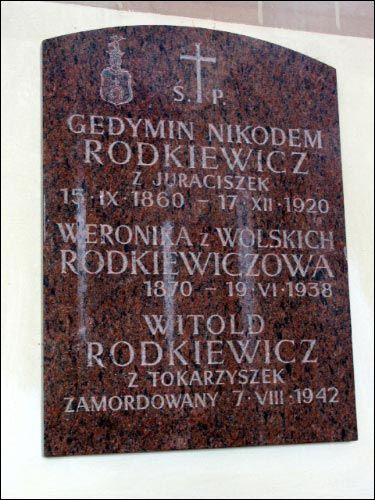 Ś. P.
GEDYMIN NIKODEM
RODKIEWICZ
Z JURACISZEK
15·IX·1860 – 17·XII·1920
WERONIKA z WOLSKICH
RODKIEWICZOWA
1870 – 19·VI·1938
WITOLD
RODKIEWICZ
Z TOKARZYSZEK
ZAMORDOWANY 7·VIII·1942